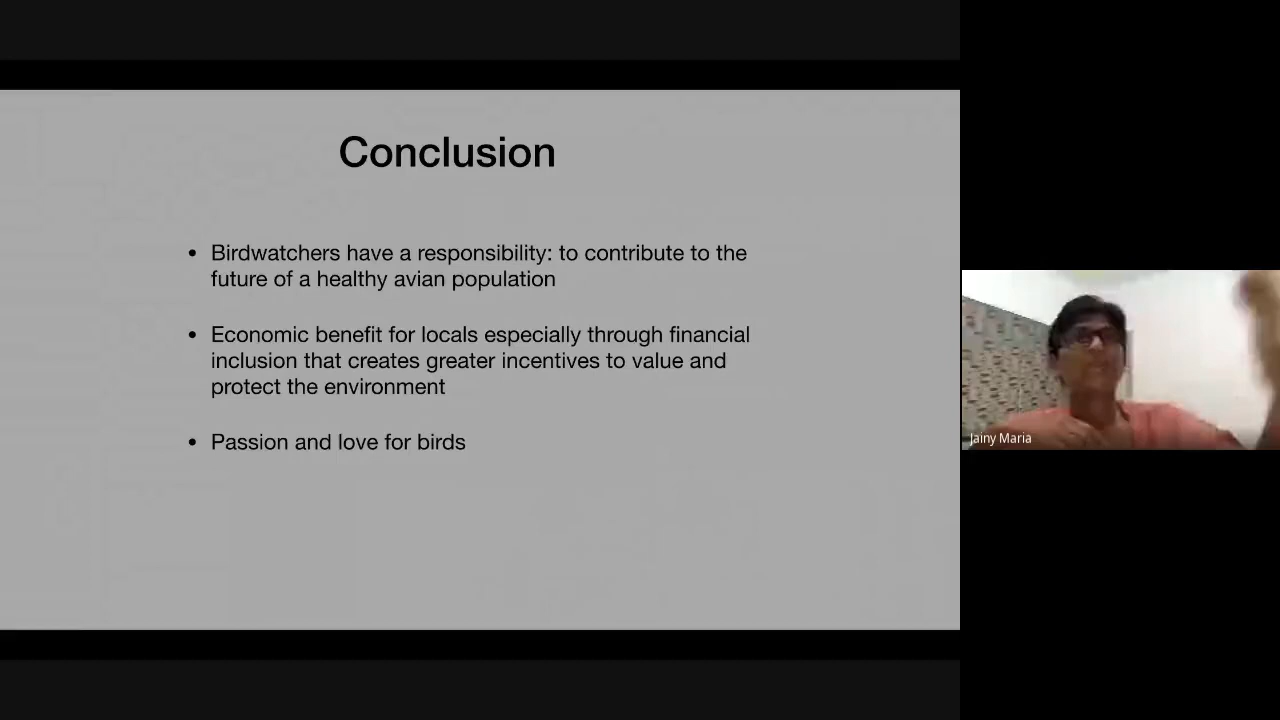 Conclusion
• Birdwatchers have a responsibility: to contribute to the
future of a healthy avian population
• Economic benefit for locals especially through financial
inclusion that creates greater incentives to value and
protect the environment
• Passion and love for birds
Jainy Maria